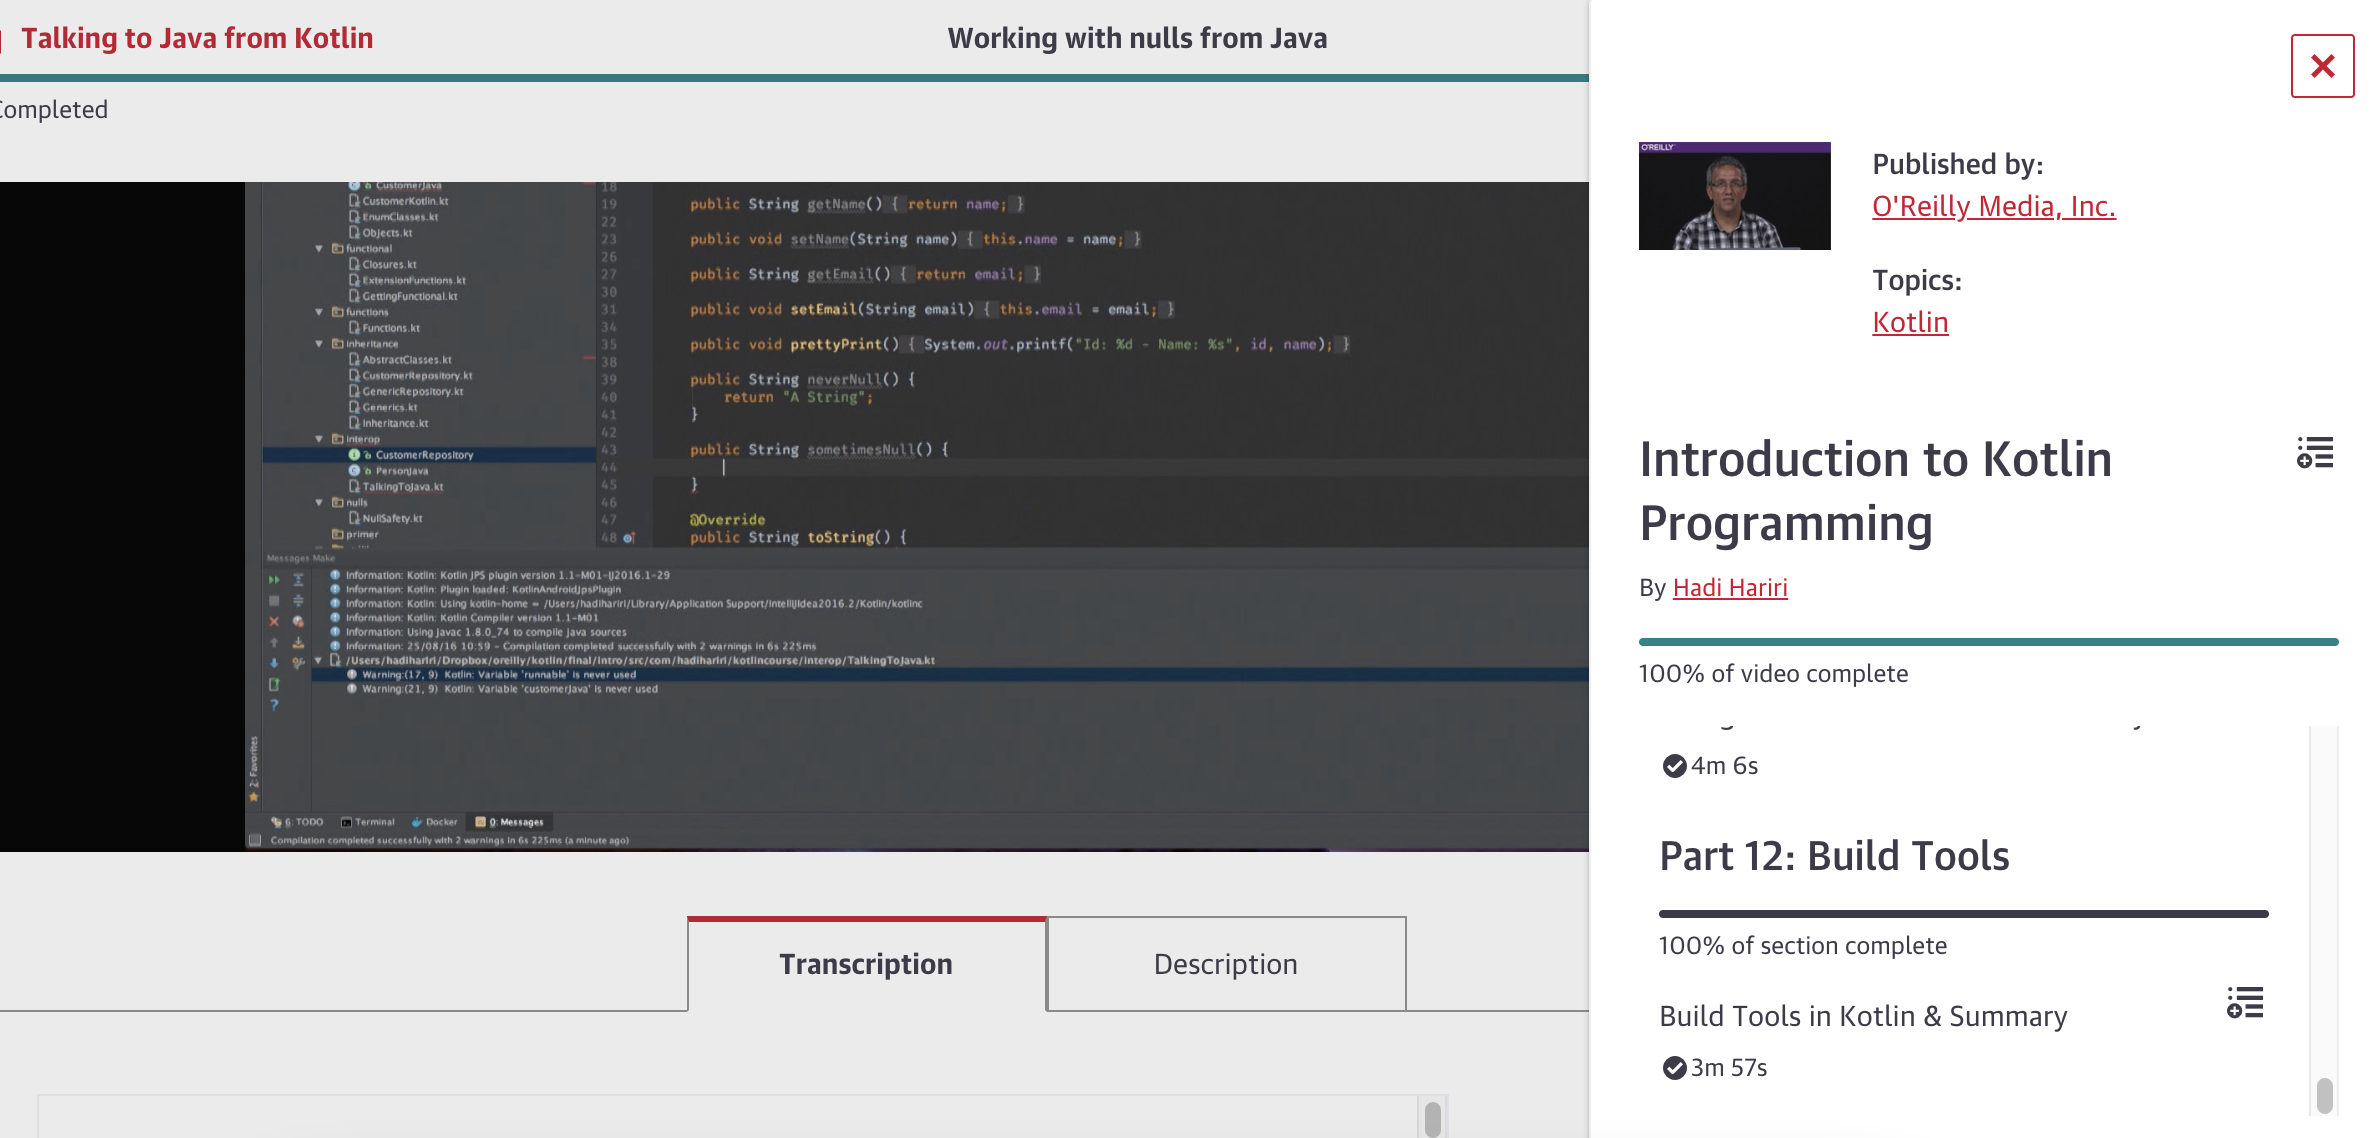 Talking to Java from Kotlin
Working with nulls from Java
Completed
CustomerJava
CustomerKotlin.kt
EnumClasses.kt
Objects.kt
functional
Closures.kt
ExtensionFunctions.kt
GettingFunctional.kt
functions
Functions.kt
inheritance
AbstractClasses.kt
CustomerRepository.kt
GenericRepository.kt
Generics.kt
Inheritance.kt
interop
CustomerRepository
PersonJava
TalkingToJava.kt
nulls
NullSafety.kt
primer
18
19 public String getName() { return name; }
22
23 public void setName(String name) { this.name = name; }
26
27 public String getEmail() { return email; }
30
31 public void setEmail(String email) { this.email = email; }
34
35 public void prettyPrint() { System.out.printf("Id: %d - Name: %s", id, name); }
38
39 public String neverNull() {
40 return "A String";
41 }
42
43 public String sometimesNull() {
44
45 }
46
47 @Override
48 public String toString() {
Messages Make
Information: Kotlin: Kotlin JPS plugin version 1.1-M01-IJ2016.1-29
Information: Kotlin: Plugin loaded: KotlinAndroidJpsPlugin
Information: Kotlin: Using kotlin-home = /Users/hadihariri/Library/Application Support/IntelliJIdea2016.2/Kotlin/kotlinc
Information: Kotlin: Kotlin Compiler version 1.1-M01
Information: Using javac 1.8.0_74 to compile java sources
Information: 25/08/16 10:59 - Compilation completed successfully with 2 warnings in 6s 225ms
/Users/hadihariri/Dropbox/oreilly/kotlin/final/intro/src/com/hadihariri/kotlincourse/interop/TalkingToJava.kt
Warning:(17, 9) Kotlin: Variable 'runnable' is never used
Warning:(21, 9) Kotlin: Variable 'customerJava' is never used
2: Favorites
6: TODO Terminal Docker 0: Messages
Compilation completed successfully with 2 warnings in 6s 225ms (a minute ago)
Transcription
Description
O'REILLY
Published by:
O'Reilly Media, Inc.
Topics:
Kotlin
Introduction to Kotlin
Programming
By Hadi Hariri
100% of video complete
4m 6s
Part 12: Build Tools
100% of section complete
Build Tools in Kotlin & Summary
3m 57s